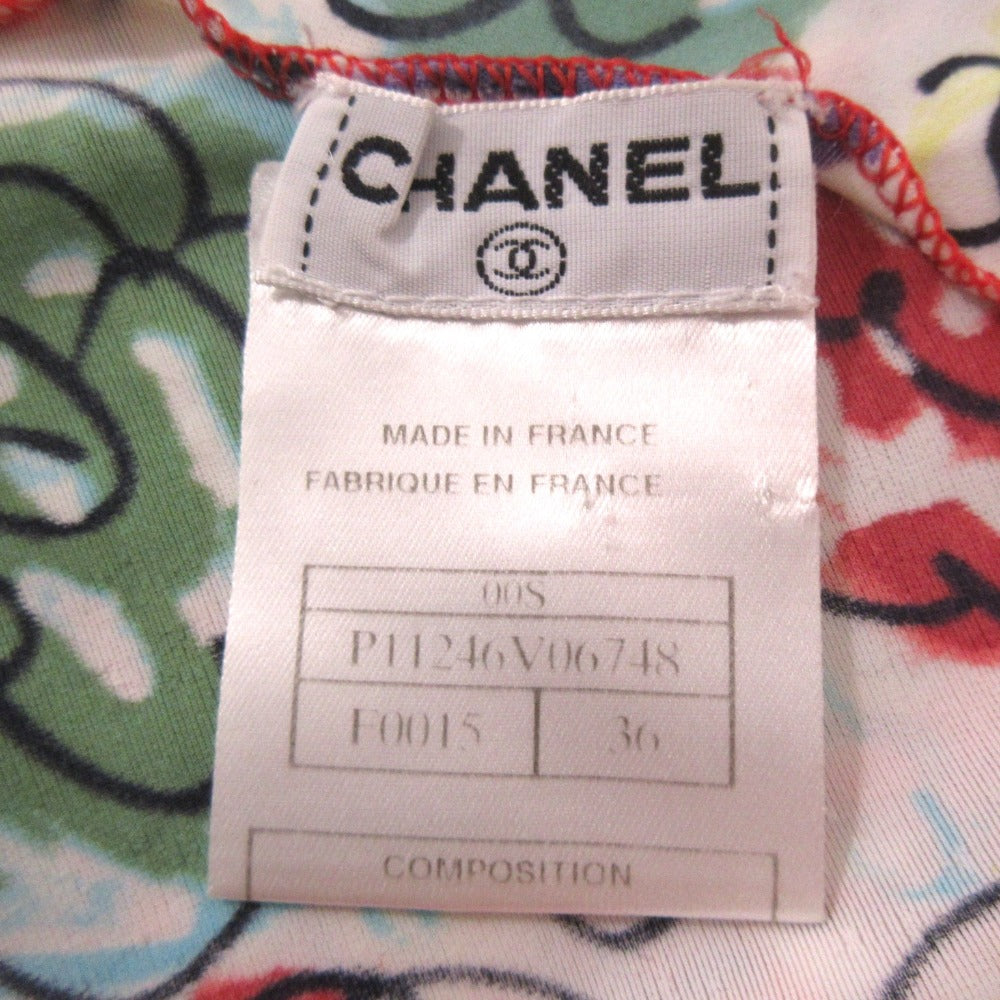 CHANEL
MADE IN FRANCE
FABRIQUE EN FRANCE
00S
P11246V06748
F0015 36
COMPOSITION